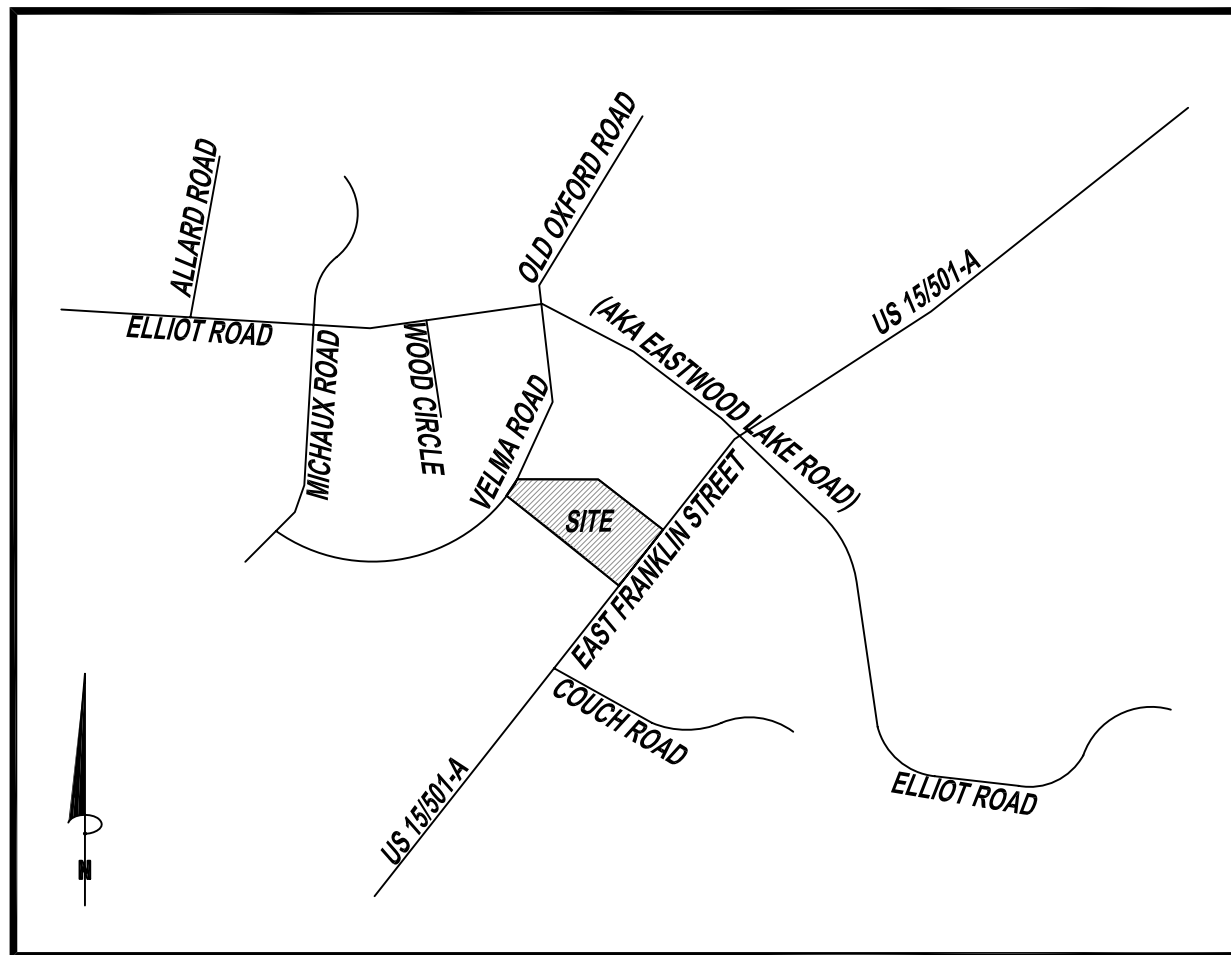 ALLARD ROAD
OLD OXFORD ROAD
US 15/501-A
(AKA EASTWOOD LAKE ROAD)
ELLIOT ROAD
MICHAUX ROAD
WOOD CIRCLE
VELMA ROAD
SITE
EAST FRANKLIN STREET
COUCH ROAD
US 15/501-A
ELLIOT ROAD
N